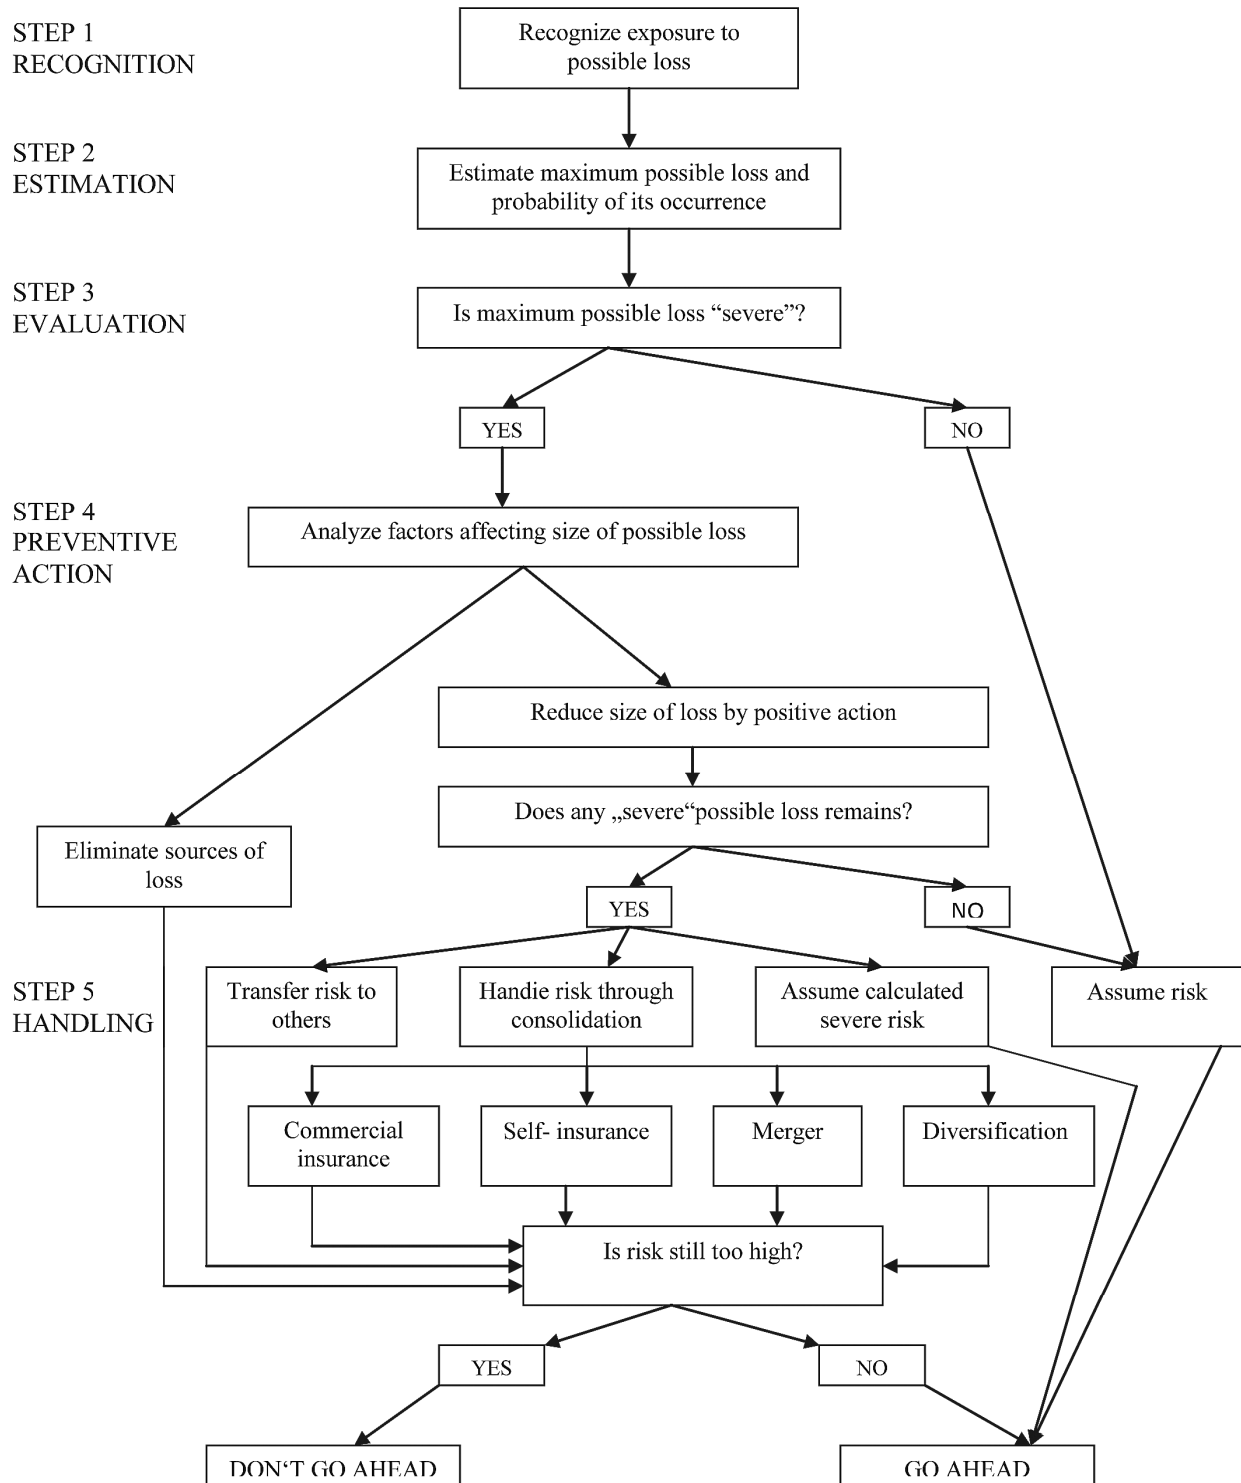 STEP 1
RECOGNITION
Recognize exposure to
possible loss
STEP 2
ESTIMATION
Estimate maximum possible loss and
probability of its occurrence
STEP 3
EVALUATION
Is maximum possible loss “severe”?
YES
NO
STEP 4
PREVENTIVE
ACTION
Analyze factors affecting size of possible loss
Reduce size of loss by positive action
Does any „severe“possible loss remains?
Eliminate sources of
loss
YES
NO
STEP 5
HANDLING
Transfer risk to
others
Handie risk through
consolidation
Assume calculated
severe risk
Assume risk
Commercial
insurance
Self- insurance
Merger
Diversification
Is risk still too high?
YES
NO
DON‘T GO AHEAD
GO AHEAD